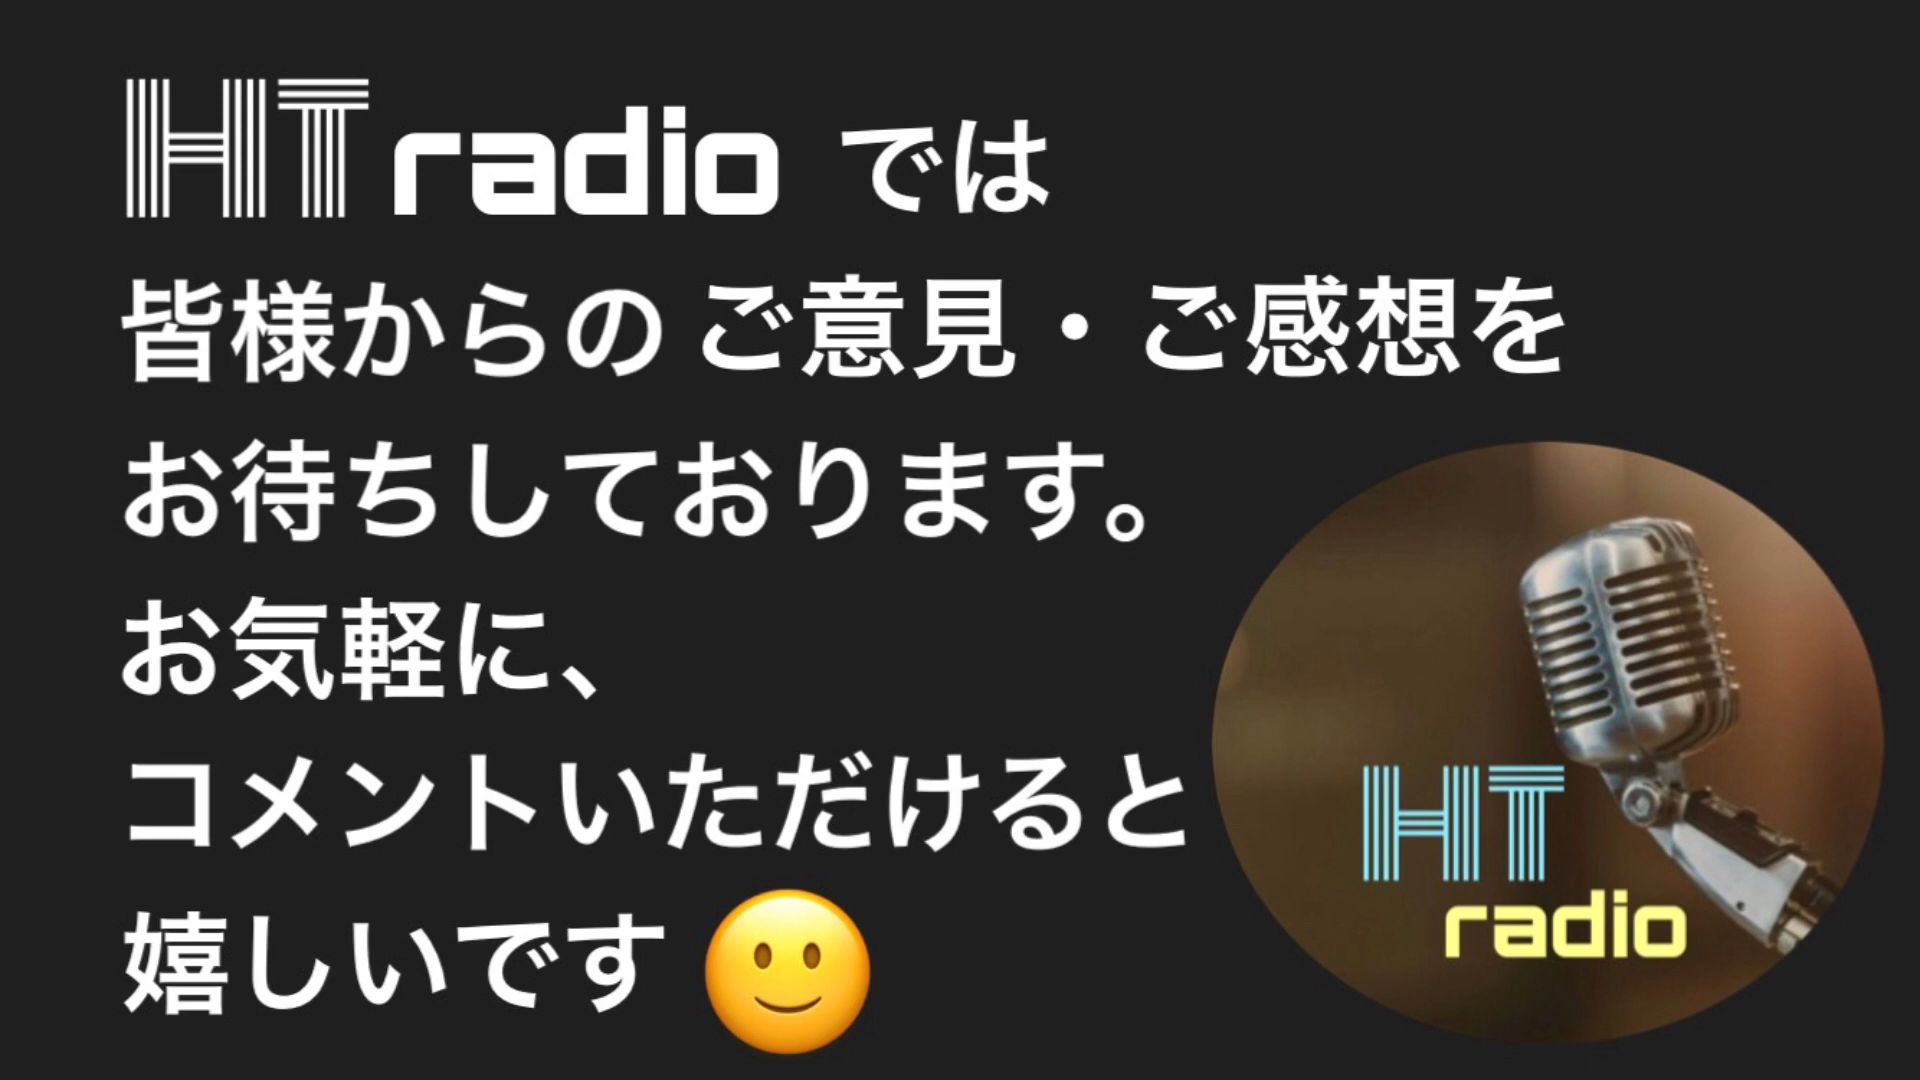 HT radio では
皆様からの ご意見・ご感想を
お待ちしております。
お気軽に、
コメントいただけると
嬉しいです🙂
HT
radio